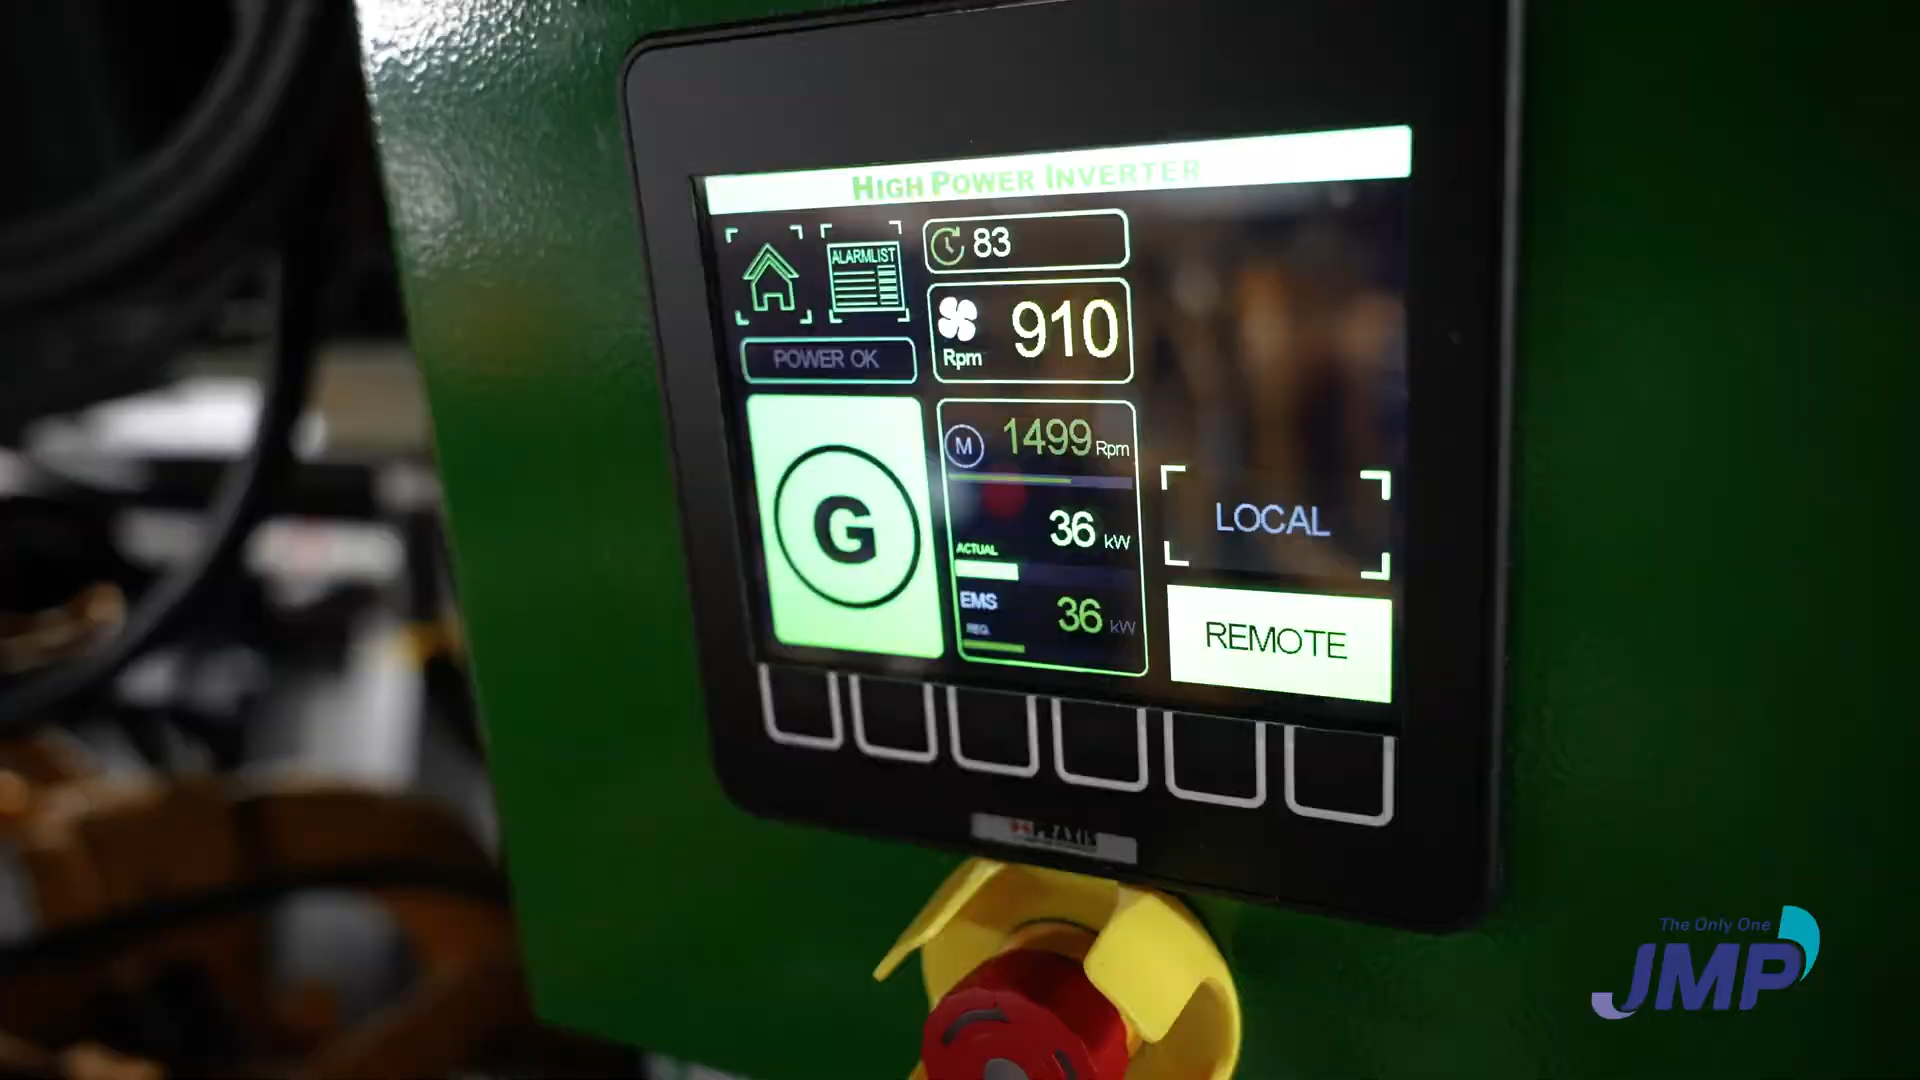 HIGH POWER INVERTER
ALARMLIST
83
POWER OK
Rpm 910
M 1499 Rpm
G
36 kW
ACTUAL
EMS
REQ. 36 kW
LOCAL
REMOTE
PRAXIS
The Only One
JMP